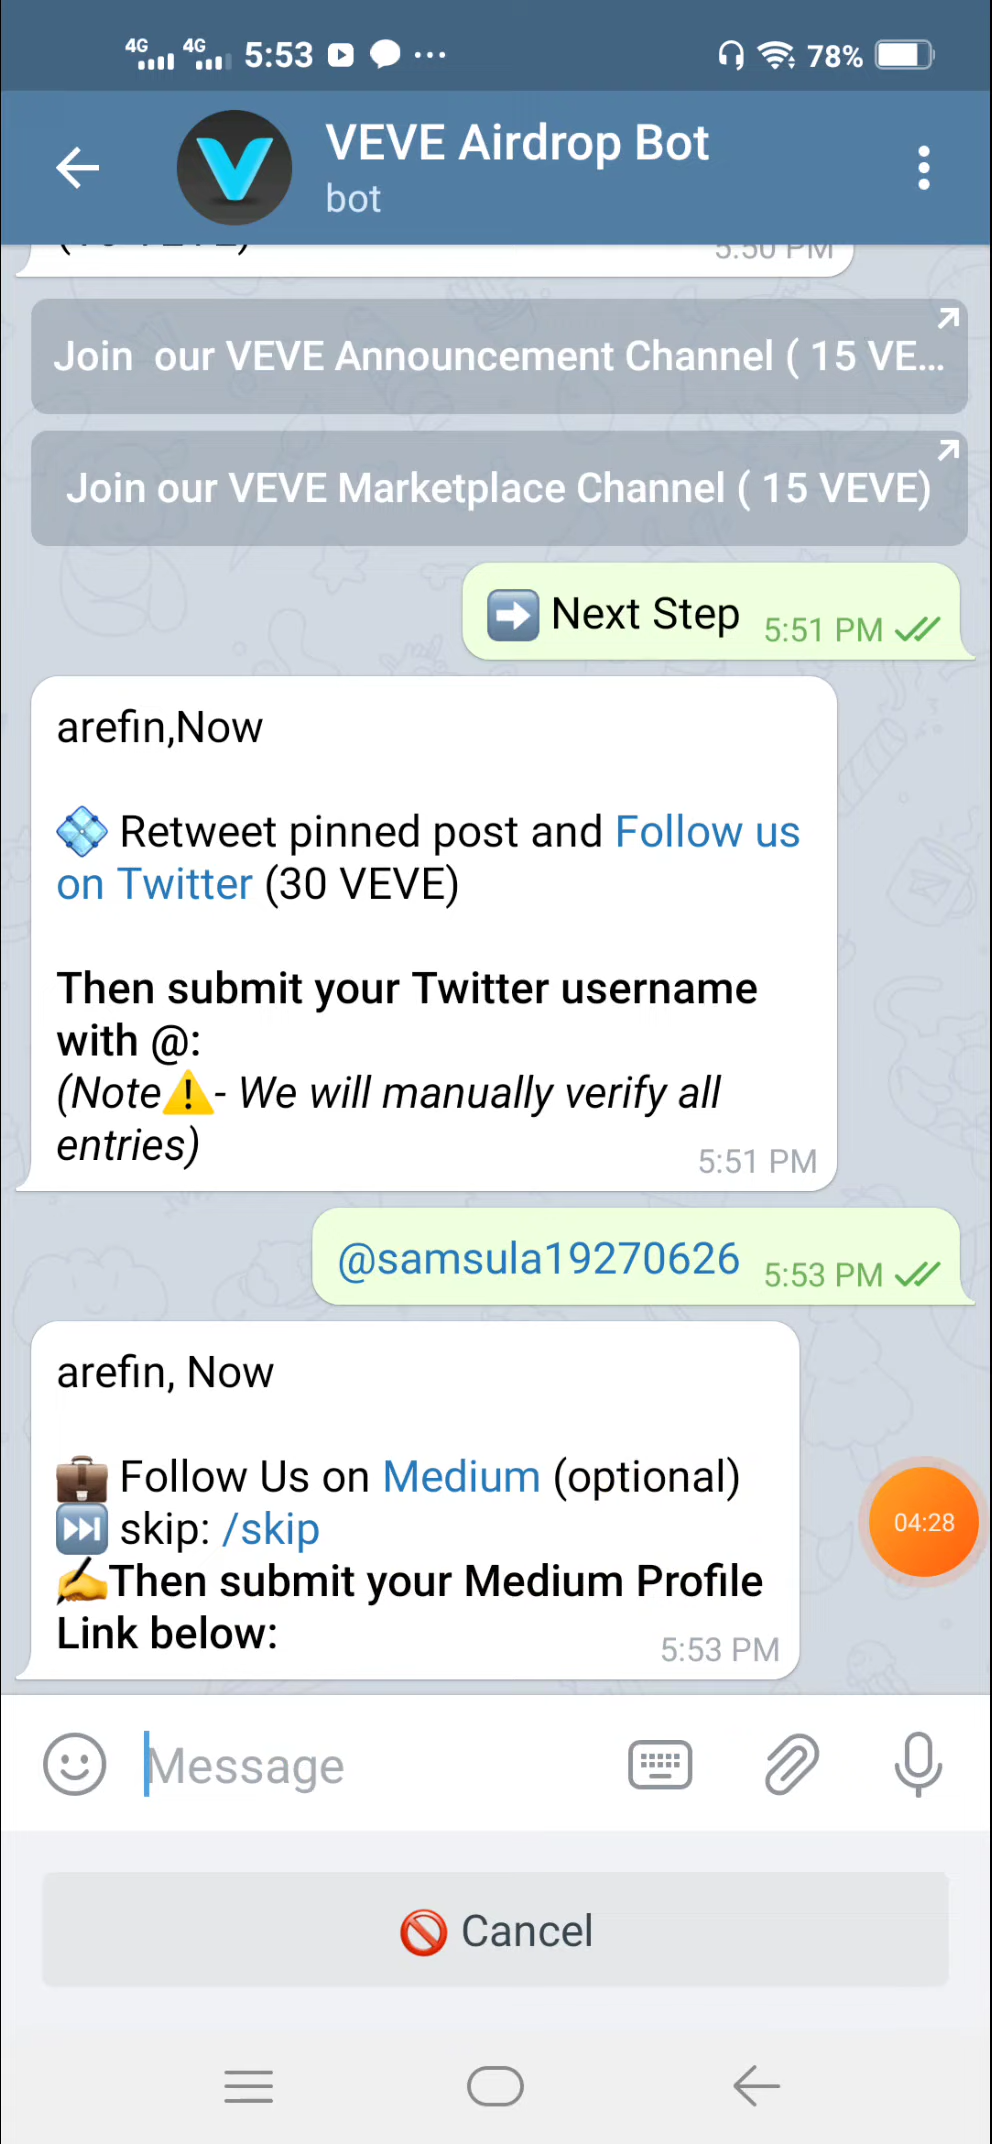 4G 4G 5:53 78%
VEVE Airdrop Bot
bot
5:50 PM
Join our VEVE Announcement Channel ( 15 VE...
Join our VEVE Marketplace Channel ( 15 VEVE)
Next Step 5:51 PM
arefin,Now
Retweet pinned post and Follow us
on Twitter (30 VEVE)
Then submit your Twitter username
with @:
(Note⚠️- We will manually verify all
entries)
5:51 PM
@samsula19270626 5:53 PM
arefin, Now
Follow Us on Medium (optional)
skip: /skip
Then submit your Medium Profile
Link below:
5:53 PM
04:28
Message
Cancel